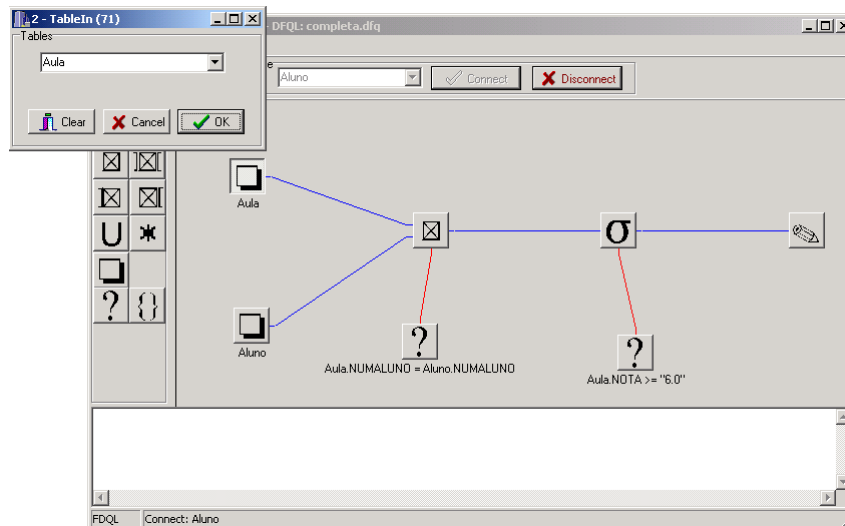 2 - TableIn (71)
- DFQL: completa.dfq
Tables
Aula
Clear
Cancel
OK
Aluno
Connect
Disconnect
Aula
Aluno
Aula.NUMALUNO = Aluno.NUMALUNO
Aula.NOTA >= "6.0"
FDQL
Connect: Aluno